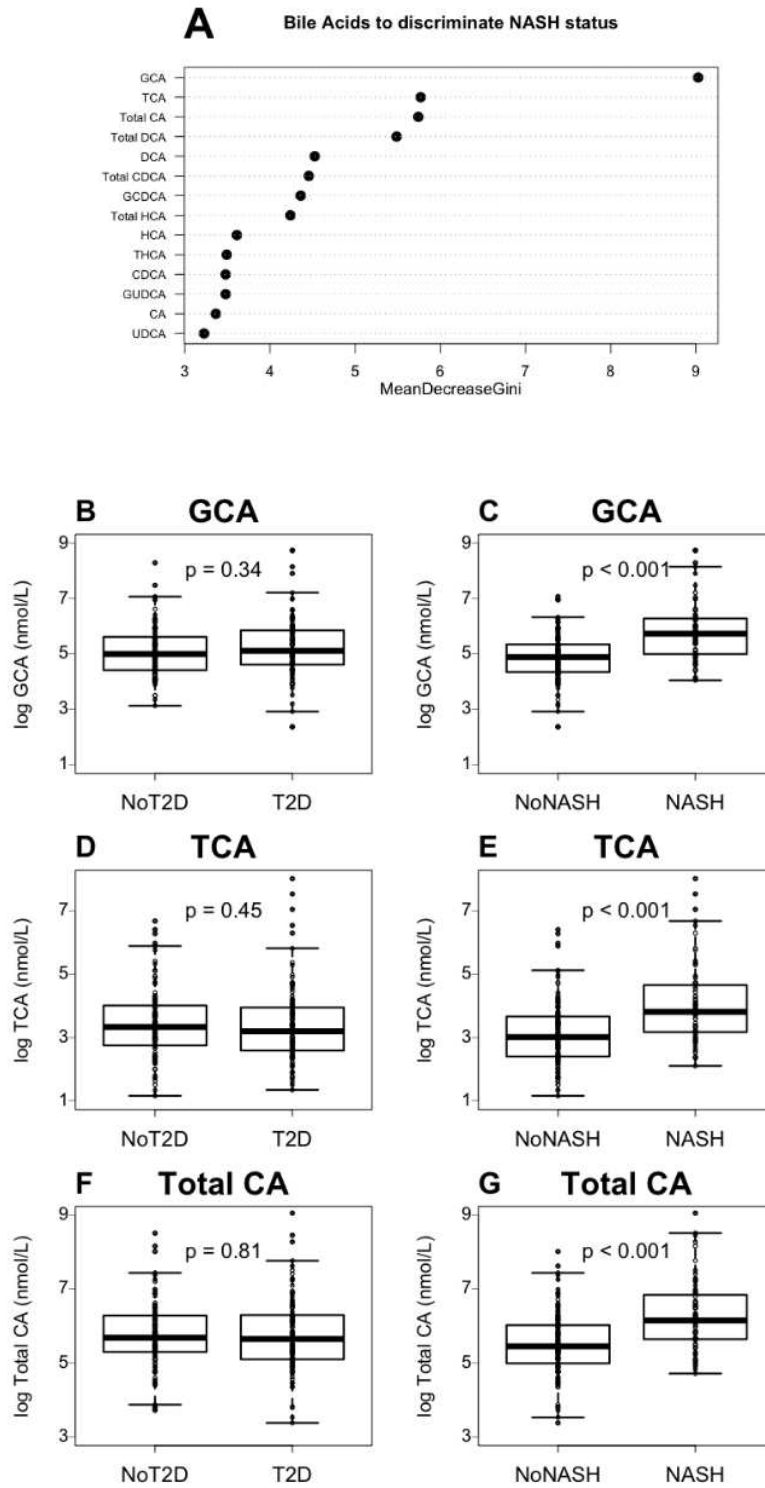 A Bile Acids to discriminate NASH status
GCA
TCA
Total CA
Total DCA
DCA
Total CDCA
GCDCA
Total HCA
HCA
THCA
CDCA
GUDCA
CA
UDCA
3 4 5 6 7 8 9
MeanDecreaseGini
B GCA
9
7
5
3
1
log GCA (nmol/L)
p = 0.34
NoT2D T2D
C GCA
9
7
5
3
1
log GCA (nmol/L)
p < 0.001
NoNASH NASH
D TCA
7
5
3
1
log TCA (nmol/L)
p = 0.45
NoT2D T2D
E TCA
7
5
3
1
log TCA (nmol/L)
p < 0.001
NoNASH NASH
F Total CA
9
7
5
3
log Total CA (nmol/L)
p = 0.81
NoT2D T2D
G Total CA
9
7
5
3
log Total CA (nmol/L)
p < 0.001
NoNASH NASH